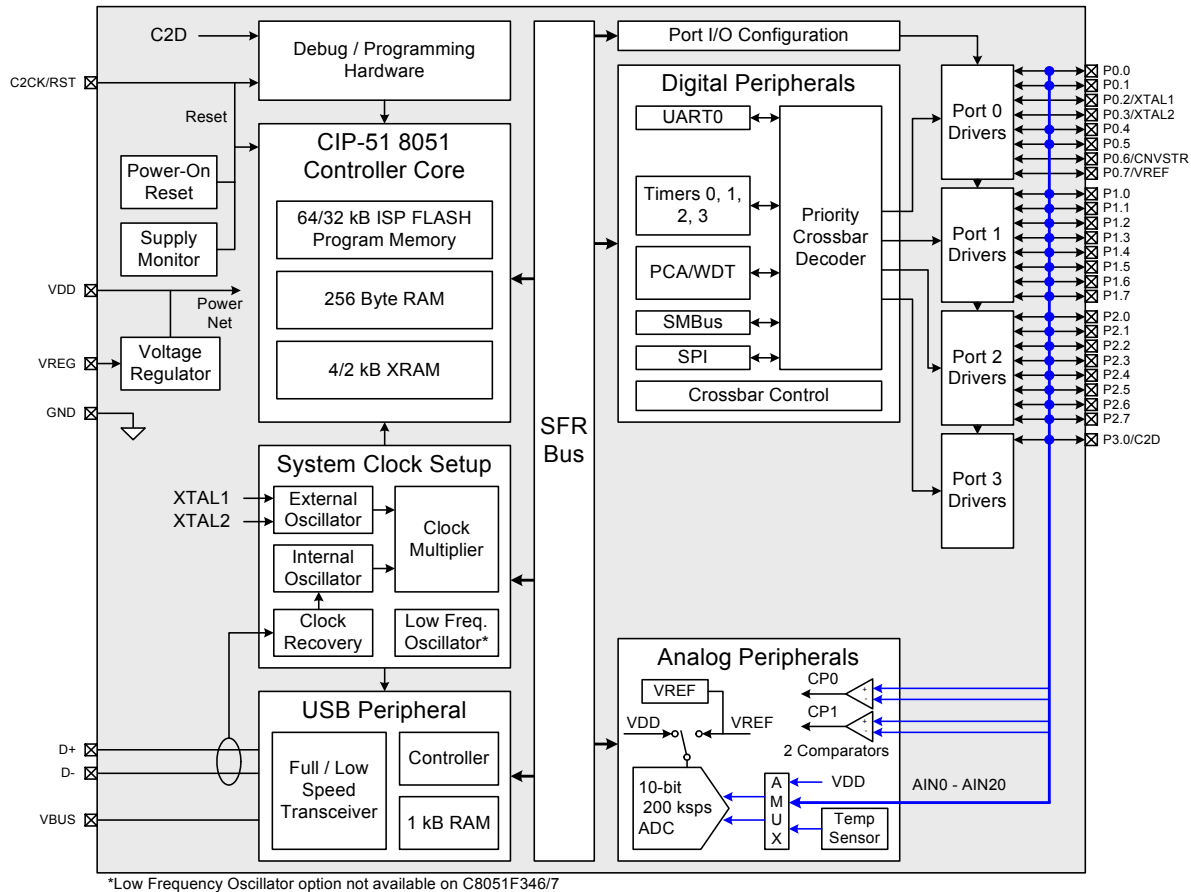 C2D
C2CK/RST
Reset
Power-On
Reset
Supply
Monitor
VDD
Power
Net
VREG
Voltage
Regulator
GND
Debug / Programming
Hardware
CIP-51 8051
Controller Core
64/32 kB ISP FLASH
Program Memory
256 Byte RAM
4/2 kB XRAM
System Clock Setup
XTAL1
XTAL2
External
Oscillator
Internal
Oscillator
Clock
Recovery
Clock
Multiplier
Low Freq.
Oscillator*
USB Peripheral
D+
D-
VBUS
Full / Low
Speed
Transceiver
Controller
1 kB RAM
SFR
Bus
Port I/O Configuration
Digital Peripherals
UART0
Timers 0, 1,
2, 3
PCA/WDT
SMBus
SPI
Priority
Crossbar
Decoder
Crossbar Control
Port 0
Drivers
Port 1
Drivers
Port 2
Drivers
Port 3
Drivers
P0.0
P0.1
P0.2/XTAL1
P0.3/XTAL2
P0.4
P0.5
P0.6/CNVSTR
P0.7/VREF
P1.0
P1.1
P1.2
P1.3
P1.4
P1.5
P1.6
P1.7
P2.0
P2.1
P2.2
P2.3
P2.4
P2.5
P2.6
P2.7
P3.0/C2D
Analog Peripherals
VREF
VDD
VREF
CP0
+
-
CP1
+
-
2 Comparators
10-bit
200 ksps
ADC
A
M
U
X
VDD
Temp
Sensor
AIN0 - AIN20
*Low Frequency Oscillator option not available on C8051F346/7